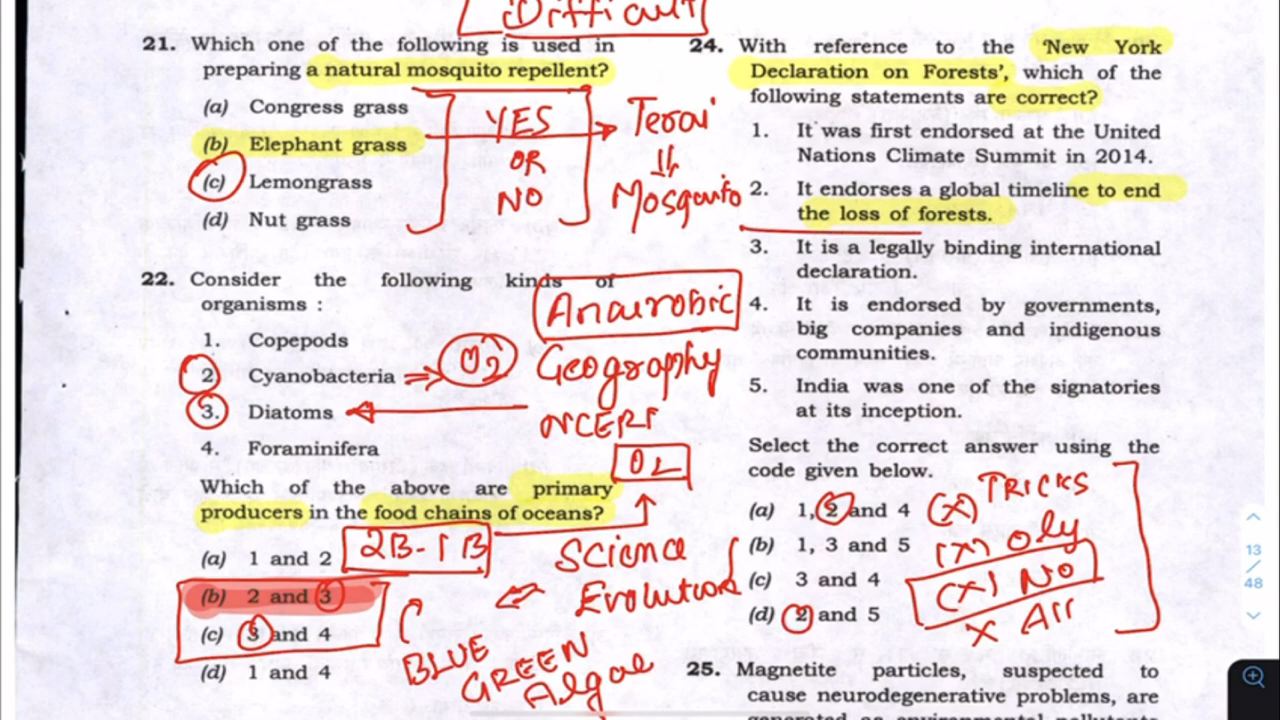 Difficult
21. Which one of the following is used in
preparing a natural mosquito repellent?
(a) Congress grass
(b) Elephant grass
(c) Lemongrass
(d) Nut grass
YES
OR
NO
Terai
Mosquito
22. Consider the following kinds of
organisms :
1. Copepods
2. Cyanobacteria
3. Diatoms
4. Foraminifera
O2
Anaerobic
Geography
NCERT
O2
Which of the above are primary
producers in the food chains of oceans?
(a) 1 and 2
(b) 2 and 3
(c) 3 and 4
(d) 1 and 4
2B-1B
Science
Evolution
BLUE
GREEN
Algae
24. With reference to the 'New York
Declaration on Forests', which of the
following statements are correct?
1. It was first endorsed at the United
Nations Climate Summit in 2014.
2. It endorses a global timeline to end
the loss of forests.
3. It is a legally binding international
declaration.
4. It is endorsed by governments,
big companies and indigenous
communities.
5. India was one of the signatories
at its inception.
Select the correct answer using the
code given below.
(a) 1, 2 and 4
(b) 1, 3 and 5
(c) 3 and 4
(d) 2 and 5
(x) TRICKS
(x) Oly
(x) No
x All
25. Magnetite particles, suspected to
cause neurodegenerative problems, are
generated as environmental pollutants
13
/
48